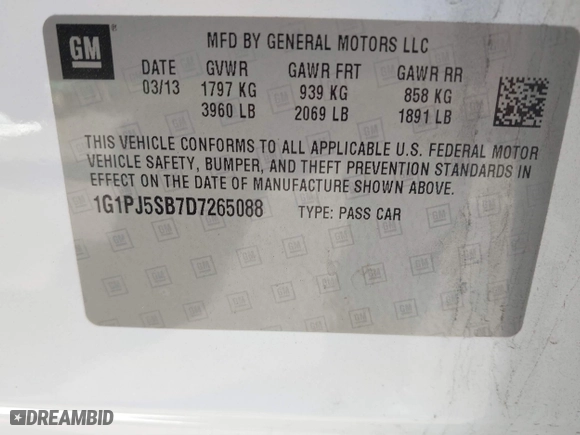 GM
MFD BY GENERAL MOTORS LLC
DATE GVWR GAWR FRT GAWR RR
03/13 1797 KG 939 KG 858 KG
3960 LB 2069 LB 1891 LB
THIS VEHICLE CONFORMS TO ALL APPLICABLE U.S. FEDERAL MOTOR
VEHICLE SAFETY, BUMPER, AND THEFT PREVENTION STANDARDS IN
EFFECT ON THE DATE OF MANUFACTURE SHOWN ABOVE.
1G1PJ5SB7D7265088 TYPE: PASS CAR
DREAMBID